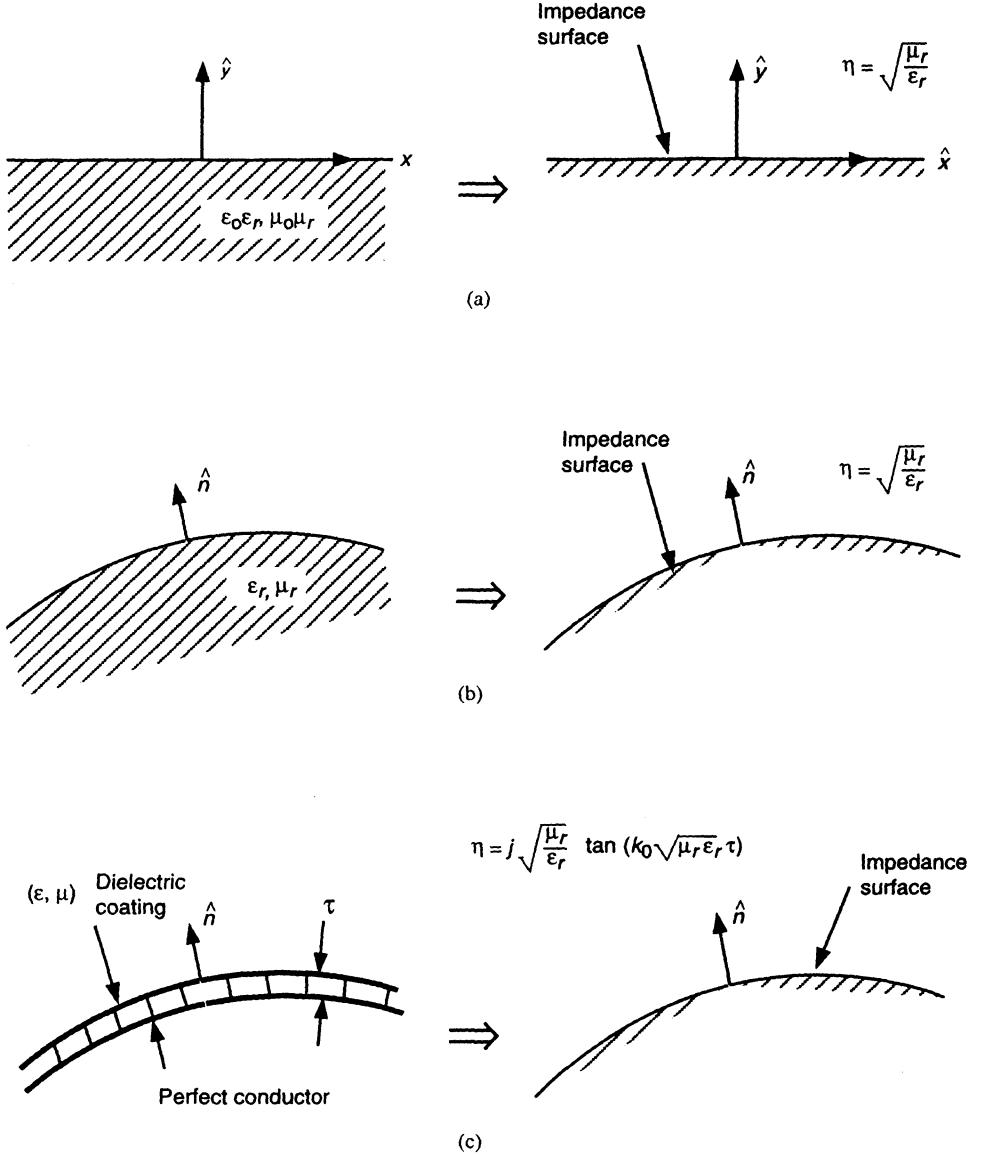 Impedance surface
ŷ
ŷ
η = √(μr/εr)
x
x̂
ε0εr, μ0μr
(a)
Impedance surface
n̂
n̂
η = √(μr/εr)
εr, μr
(b)
η = j√(μr/εr) tan (k0√(μrεr)τ)
Impedance surface
(ε, μ)
Dielectric coating
n̂
τ
n̂
Perfect conductor
(c)